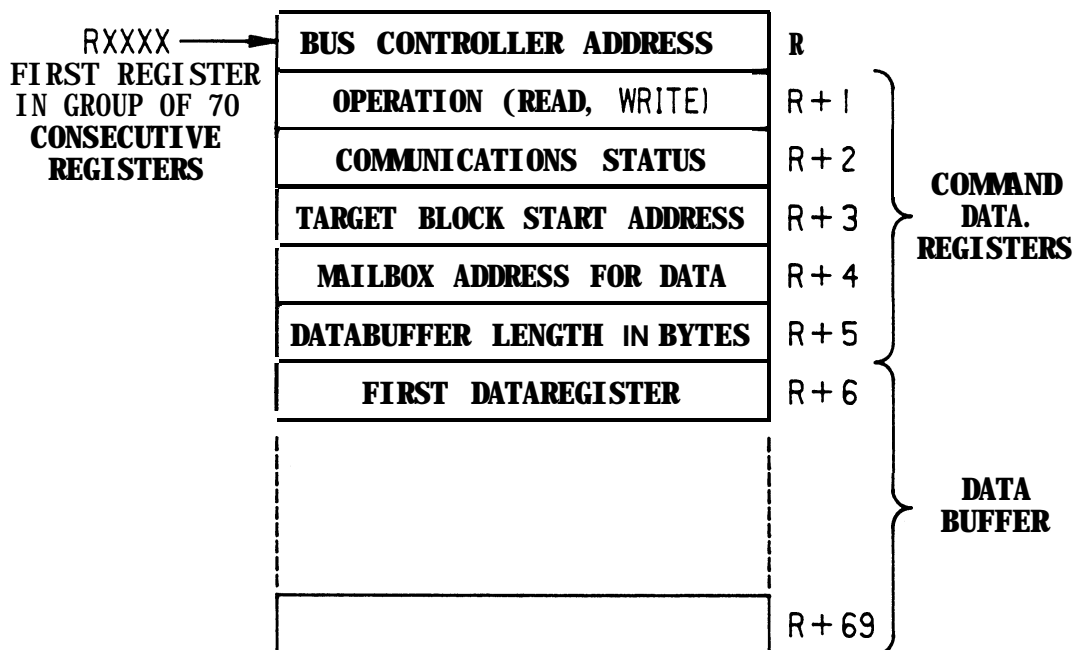 RXXXX
FIRST REGISTER
IN GROUP OF 70
CONSECUTIVE
REGISTERS
BUS CONTROLLER ADDRESS R
OPERATION (READ, WRITE) R+1
COMMUNICATIONS STATUS R+2
TARGET BLOCK START ADDRESS R+3
MAILBOX ADDRESS FOR DATA R+4
DATABUFFER LENGTH IN BYTES R+5
FIRST DATAREGISTER R+6
R+69
COMMAND
DATA.
REGISTERS
DATA
BUFFER